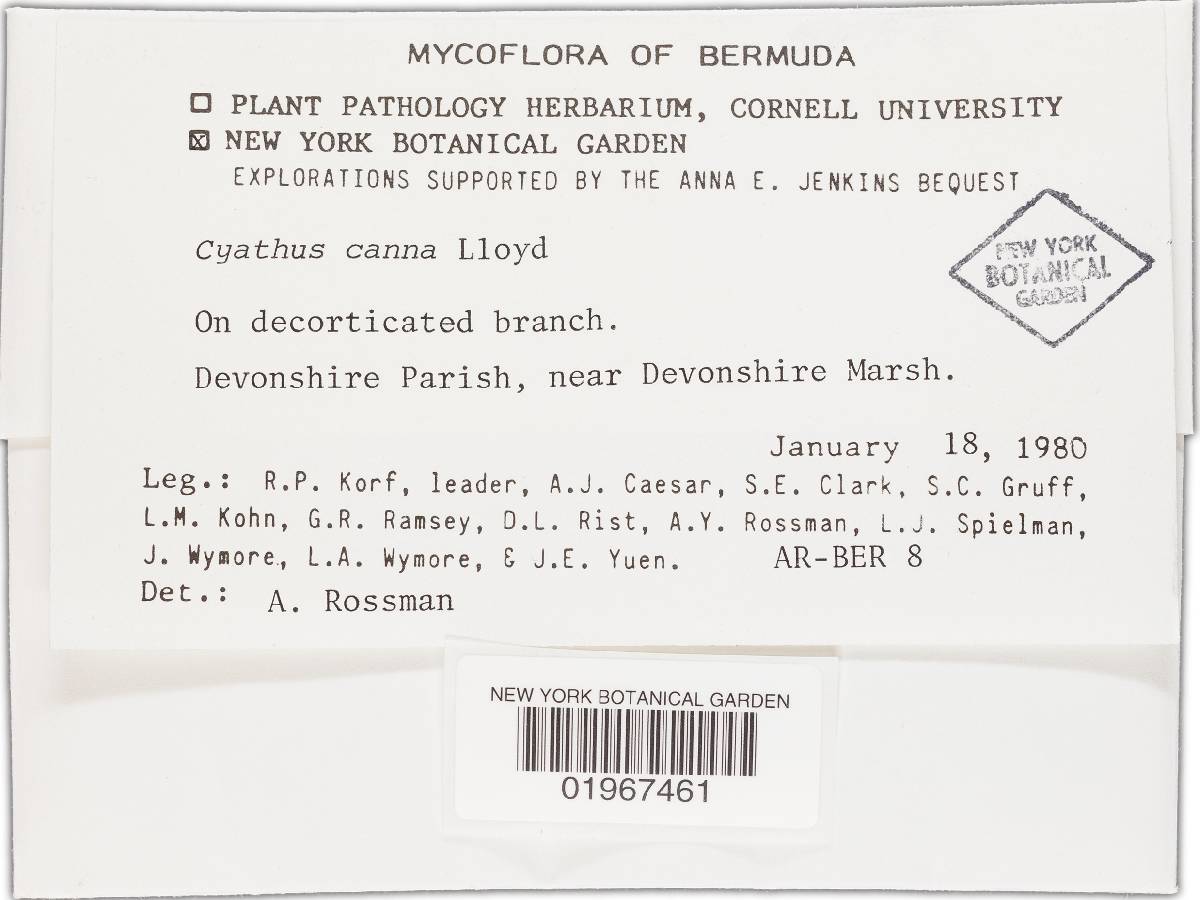 MYCOFLORA OF BERMUDA
☐ PLANT PATHOLOGY HERBARIUM, CORNELL UNIVERSITY
☒ NEW YORK BOTANICAL GARDEN
EXPLORATIONS SUPPORTED BY THE ANNA E. JENKINS BEQUEST
NEW YORK
BOTANICAL
GARDEN
Cyathus canna Lloyd
On decorticated branch.
Devonshire Parish, near Devonshire Marsh.
January 18, 1980
Leg.: R.P. Korf, leader, A.J. Caesar, S.E. Clark, S.C. Gruff,
L.M. Kohn, G.R. Ramsey, D.L. Rist, A.Y. Rossman, L.J. Spielman,
J. Wymore, L.A. Wymore, & J.E. Yuen. AR-BER 8
Det.: A. Rossman
NEW YORK BOTANICAL GARDEN
01967461